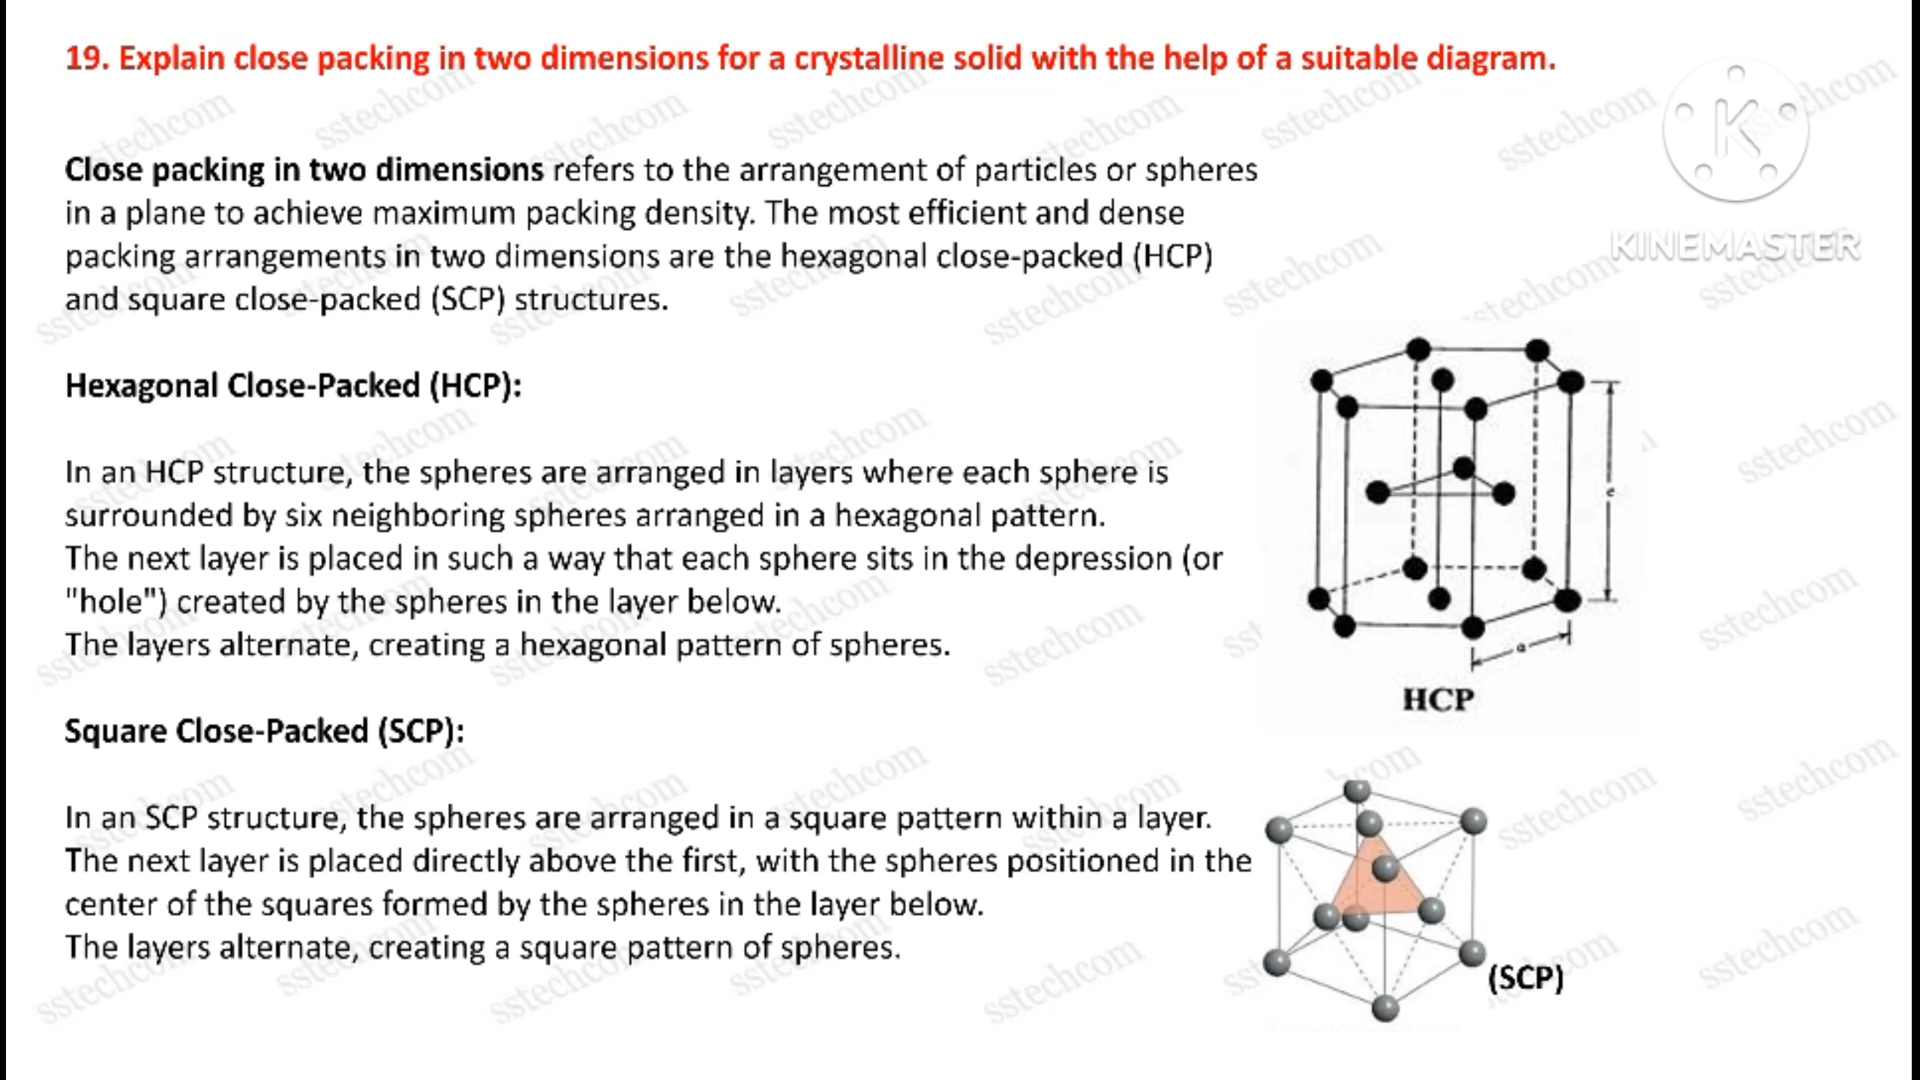 19. Explain close packing in two dimensions for a crystalline solid with the help of a suitable diagram.
K
KINEMASTER
Close packing in two dimensions refers to the arrangement of particles or spheres
in a plane to achieve maximum packing density. The most efficient and dense
packing arrangements in two dimensions are the hexagonal close-packed (HCP)
and square close-packed (SCP) structures.
Hexagonal Close-Packed (HCP):
In an HCP structure, the spheres are arranged in layers where each sphere is
surrounded by six neighboring spheres arranged in a hexagonal pattern.
The next layer is placed in such a way that each sphere sits in the depression (or
"hole") created by the spheres in the layer below.
The layers alternate, creating a hexagonal pattern of spheres.
c
a
HCP
Square Close-Packed (SCP):
In an SCP structure, the spheres are arranged in a square pattern within a layer.
The next layer is placed directly above the first, with the spheres positioned in the
center of the squares formed by the spheres in the layer below.
The layers alternate, creating a square pattern of spheres.
(SCP)
sstechcom